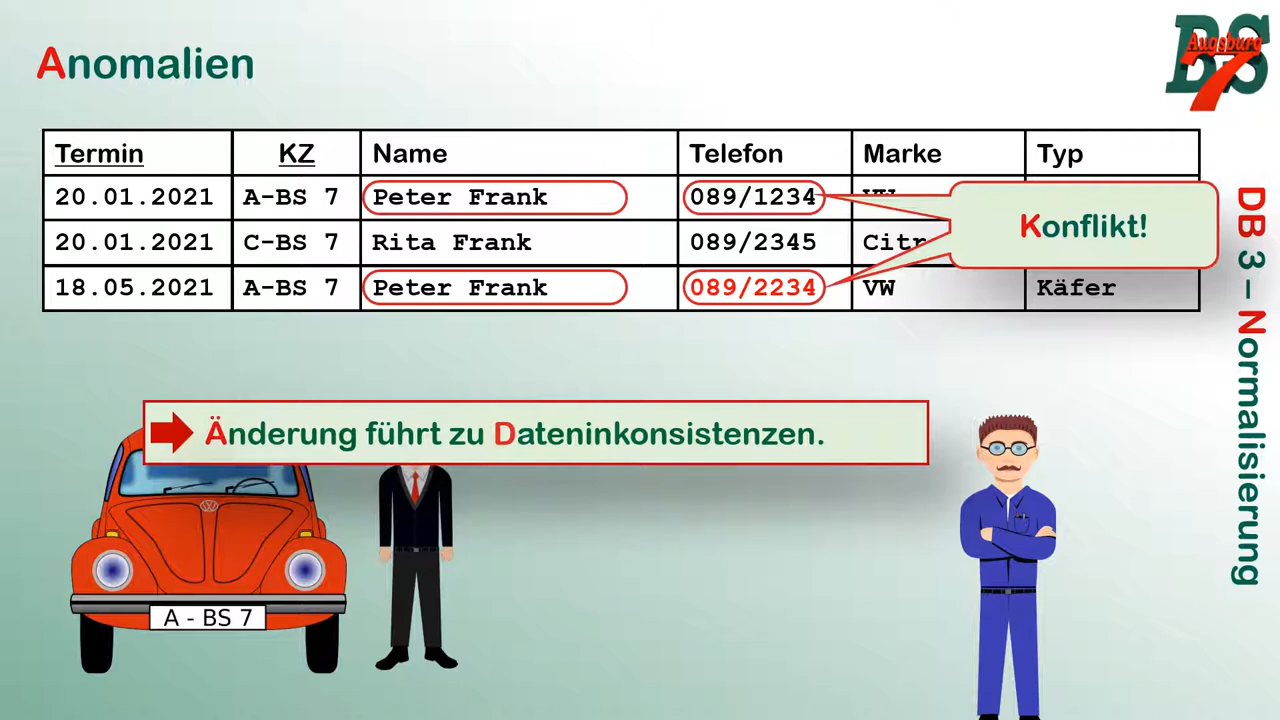 Anomalien
BS
Augsburg
7
Termin KZ Name Telefon Marke Typ
20.01.2021 A-BS 7 Peter Frank 089/1234
20.01.2021 C-BS 7 Rita Frank 089/2345 Citr
18.05.2021 A-BS 7 Peter Frank 089/2234 VW Käfer
Konflikt!
Änderung führt zu Dateninkonsistenzen.
A - BS 7
DB 3 – Normalisierung